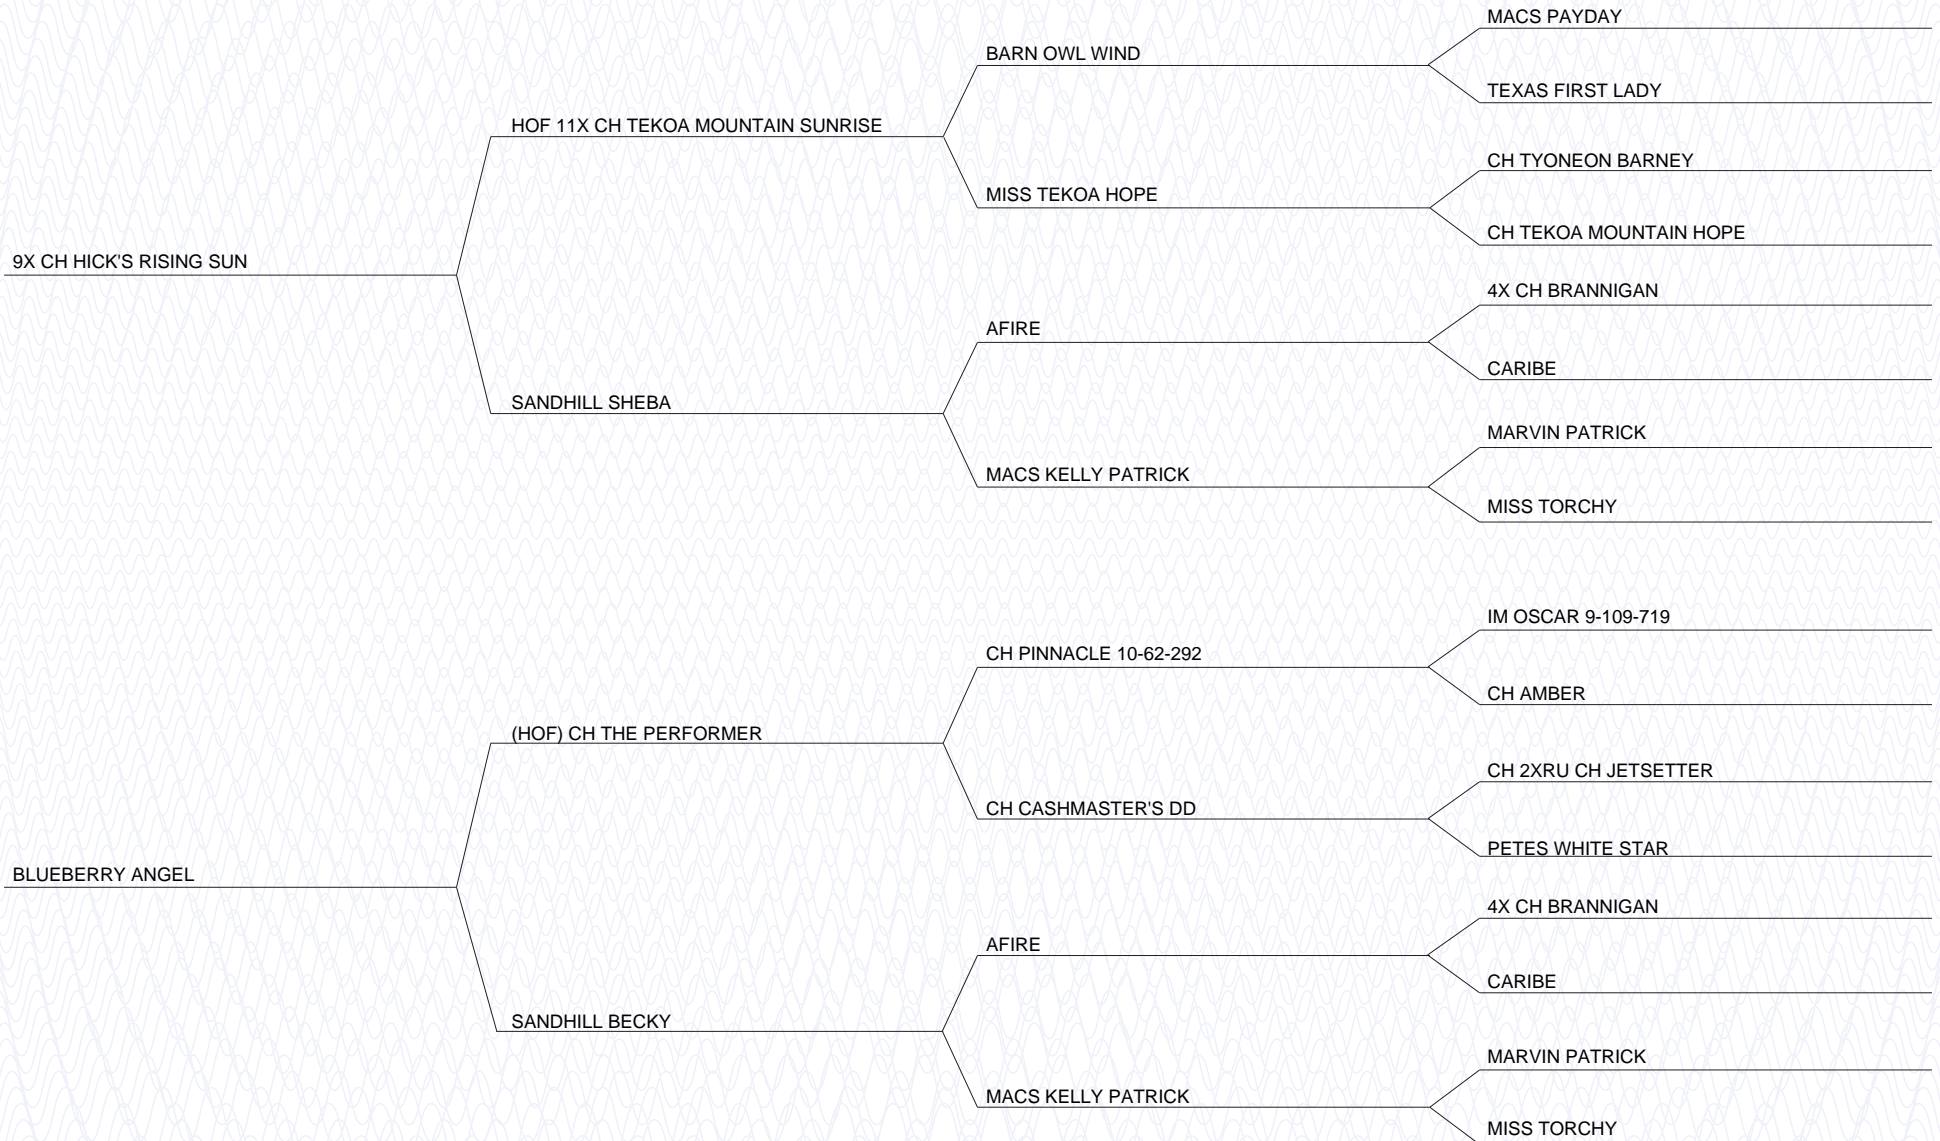 MACS PAYDAY
BARN OWL WIND
TEXAS FIRST LADY
HOF 11X CH TEKOA MOUNTAIN SUNRISE
CH TYONEON BARNEY
MISS TEKOA HOPE
CH TEKOA MOUNTAIN HOPE
9X CH HICK'S RISING SUN
4X CH BRANNIGAN
AFIRE
CARIBE
SANDHILL SHEBA
MARVIN PATRICK
MACS KELLY PATRICK
MISS TORCHY
IM OSCAR 9-109-719
CH PINNACLE 10-62-292
CH AMBER
(HOF) CH THE PERFORMER
CH 2XRU CH JETSETTER
CH CASHMASTER'S DD
PETES WHITE STAR
BLUEBERRY ANGEL
4X CH BRANNIGAN
AFIRE
CARIBE
SANDHILL BECKY
MARVIN PATRICK
MACS KELLY PATRICK
MISS TORCHY